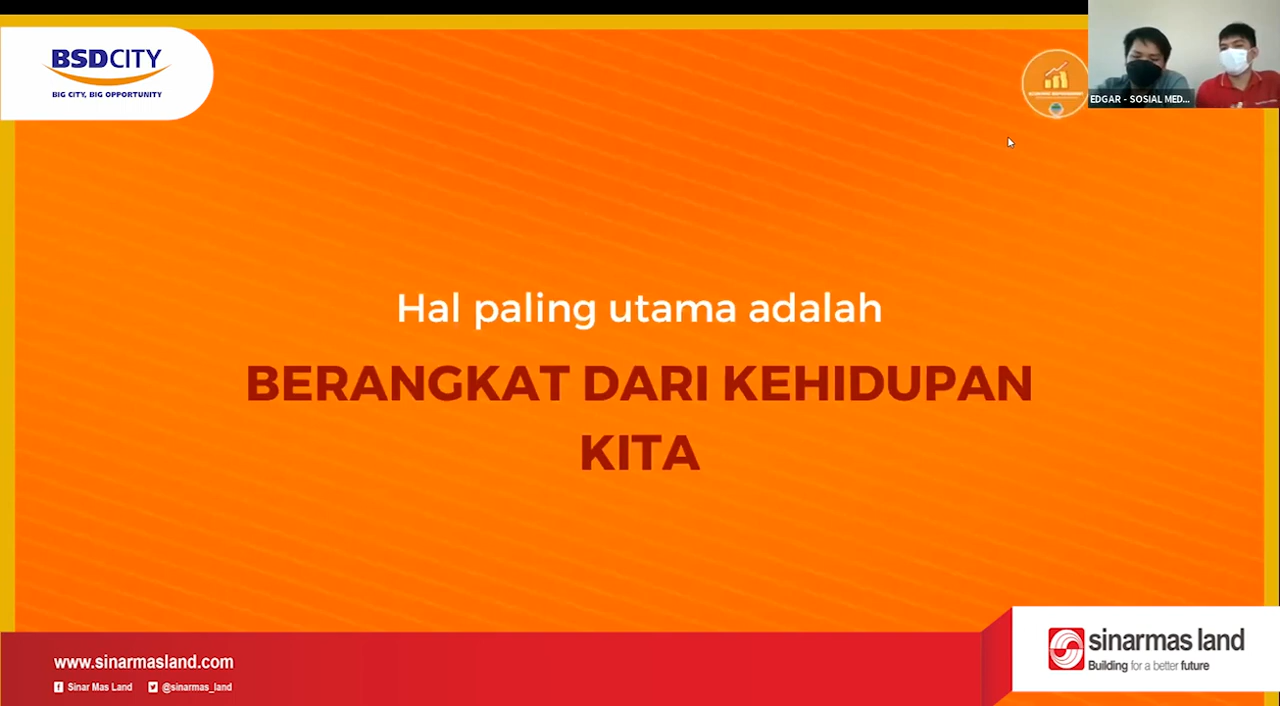 BSDCITY
BIG CITY, BIG OPPORTUNITY
EDGAR - SOSIAL MED...
Hal paling utama adalah
BERANGKAT DARI KEHIDUPAN
KITA
www.sinarmasland.com
Sinar Mas Land @sinarmas_land
sinarmas land
Building for a better future